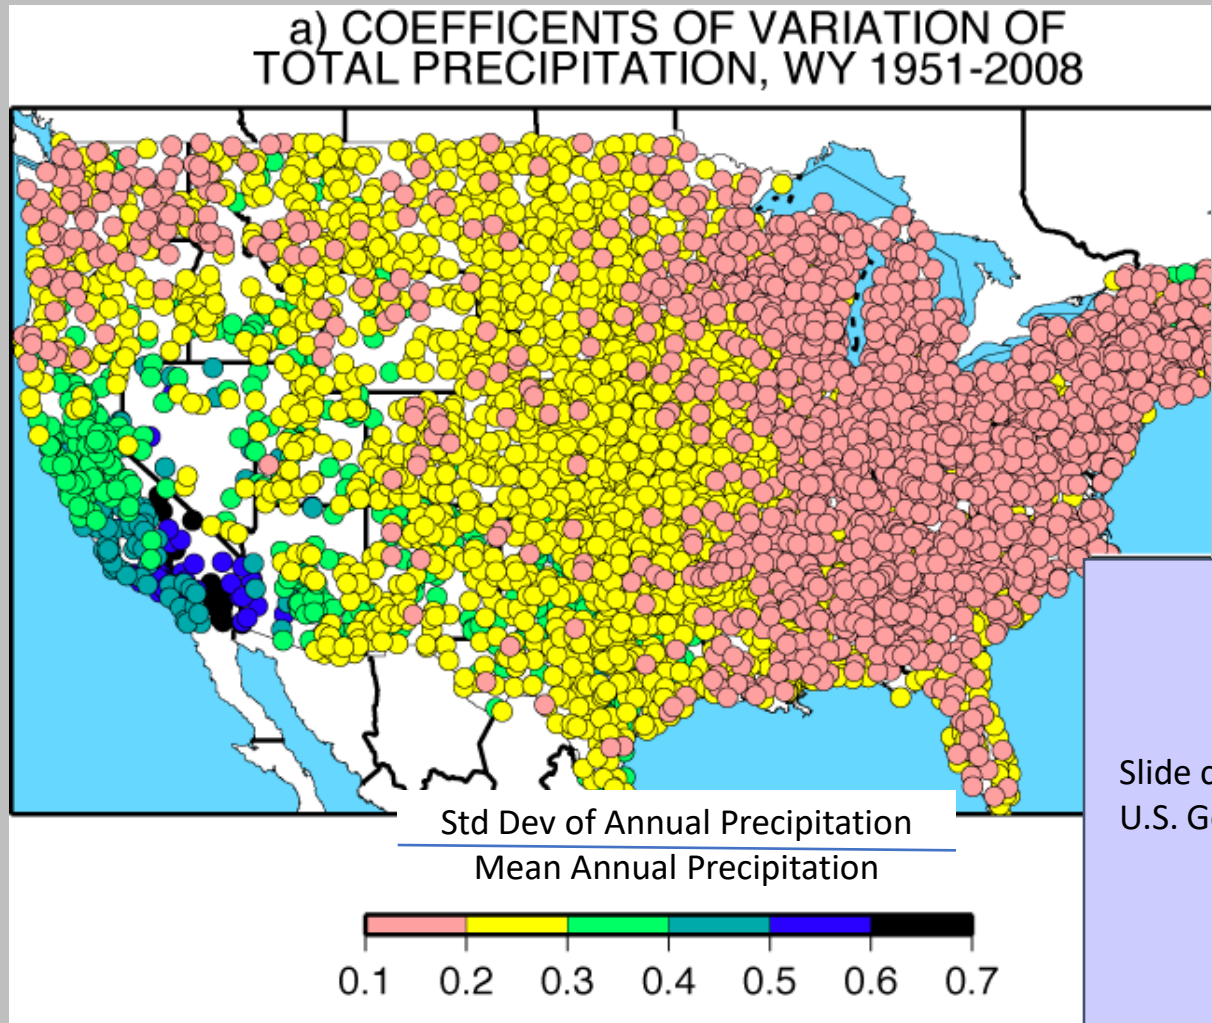 a) COEFFICENTS OF VARIATION OF
TOTAL PRECIPITATION, WY 1951-2008
Slide
U.S.
Std Dev of Annual Precipitation
Mean Annual Precipitation
0.1 0.2 0.3 0.4 0.5 0.6 0.7